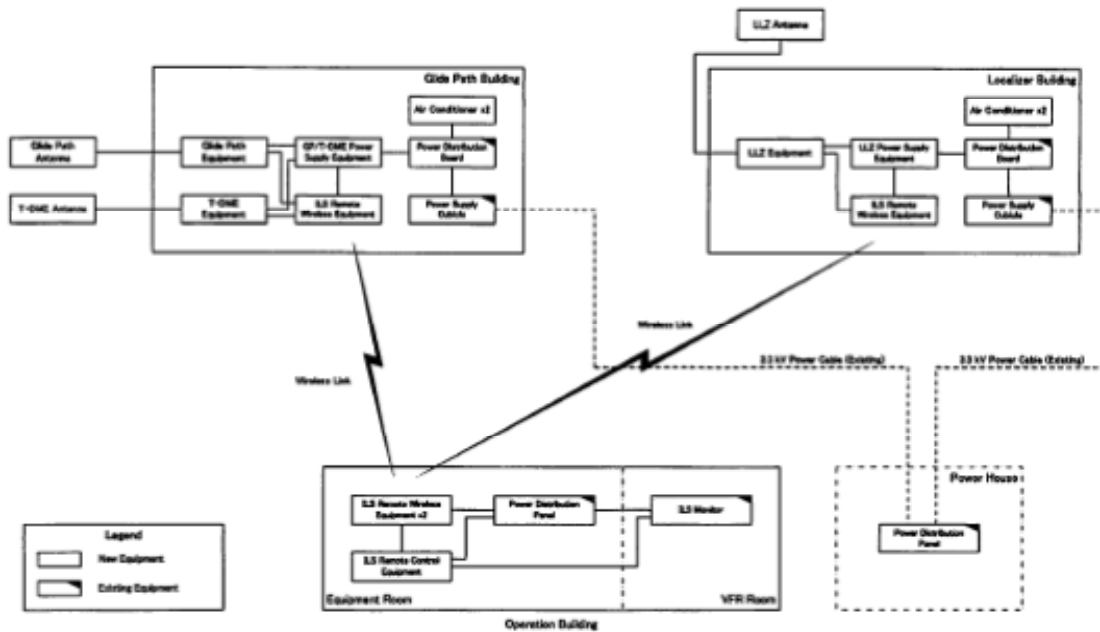 LLZ Antenna
Glide Path Building
Air Conditioner x2
Glide Path
Antenna
Glide Path
Equipment
GP/T-DME Power
Supply Equipment
Power Distribution
Board
T-DME Antenna
T-DME
Equipment
ILS Remote
Wireless Equipment
Power Supply
Cubicle
Localizer Building
Air Conditioner x2
LLZ Equipment
LLZ Power Supply
Equipment
Power Distribution
Board
ILS Remote
Wireless Equipment
Power Supply
Cubicle
Wireless Link
Wireless Link
3.3 kV Power Cable (Existing)
3.3 kV Power Cable (Existing)
Power House
Power Distribution
Panel
ILS Remote Wireless
Equipment x2
Power Distribution
Panel
ILS Monitor
ILS Remote Control
Equipment
Equipment Room
VFR Room
Operation Building
Legend
New Equipment
Existing Equipment